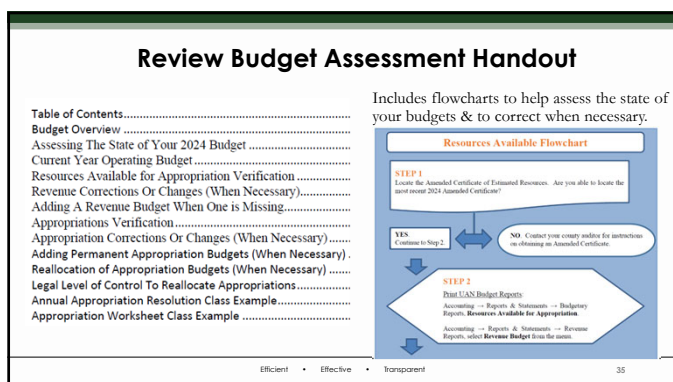 Review Budget Assessment Handout
Table of Contents....................................................................
Budget Overview ..................................................................
Assessing The State of Your 2024 Budget ..................................
Current Year Operating Budget ..................................................
Resources Available for Appropriation Verification .....................
Revenue Corrections Or Changes (When Necessary)..................
Adding A Revenue Budget When One is Missing......................
Appropriations Verification........................................................
Appropriation Corrections Or Changes (When Necessary) ......
Adding Permanent Appropriation Budgets (When Necessary) .
Reallocation of Appropriation Budgets (When Necessary) .......
Legal Level of Control To Reallocate Appropriations.................
Annual Appropriation Resolution Class Example......................
Appropriation Worksheet Class Example ................................
Includes flowcharts to help assess the state of
your budgets & to correct when necessary.
Resources Available Flowchart
STEP 1
Locate the Amended Certificate of Estimated Resources. Are you able to locate the
most recent 2024 Amended Certificate?
YES.
Continue to Step 2.
NO. Contact your county auditor for instructions
on obtaining an Amended Certificate.
STEP 2
Print UAN Budget Reports:
Accounting → Reports & Statements → Budgetary
Reports, Resources Available for Appropriation.
Accounting → Reports & Statements → Revenue
Reports, select Revenue Budget from the menu.
Efficient • Effective • Transparent
35